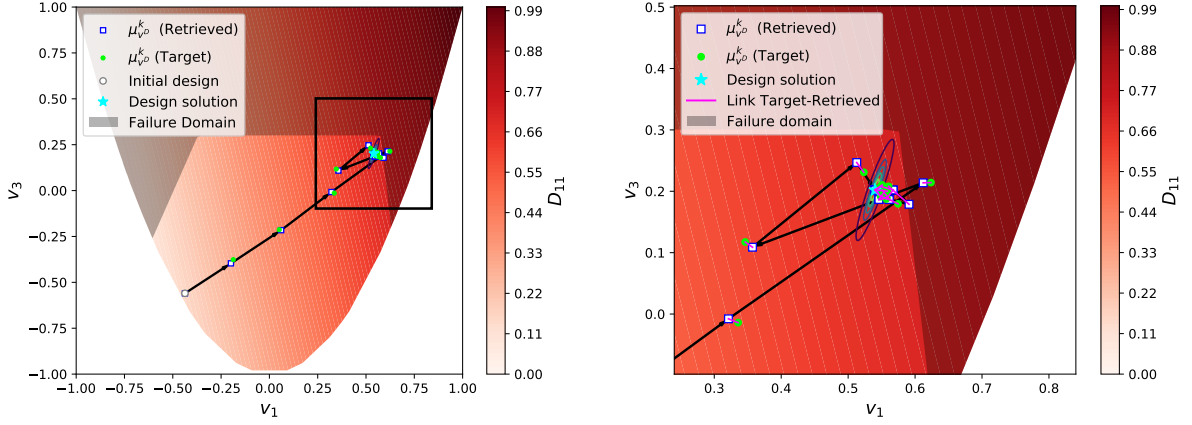 1.00
0.75
0.50
0.25
0.00
−0.25
−0.50
−0.75
−1.00
v3
−1.00 −0.75 −0.50 −0.25 0.00 0.25 0.50 0.75 1.00
v1
μ^k_{v^D} (Retrieved)
μ^k_{v^D} (Target)
Initial design
Design solution
Failure Domain
0.99
0.88
0.77
0.66
0.55
0.44
0.33
0.22
0.11
0.00
D11
0.5
0.4
0.3
0.2
0.1
0.0
v3
0.3 0.4 0.5 0.6 0.7 0.8
v1
μ^k_{v^D} (Retrieved)
μ^k_{v^D} (Target)
Design solution
Link Target-Retrieved
Failure domain
0.99
0.88
0.77
0.66
0.55
0.44
0.33
0.22
0.11
0.00
D11